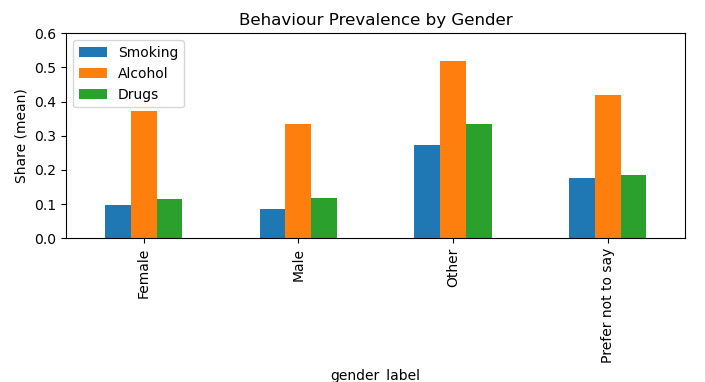 Behaviour Prevalence by Gender
Share (mean)
0.6
0.5
0.4
0.3
0.2
0.1
0.0
Smoking
Alcohol
Drugs
Female
Male
Other
Prefer not to say
gender_label